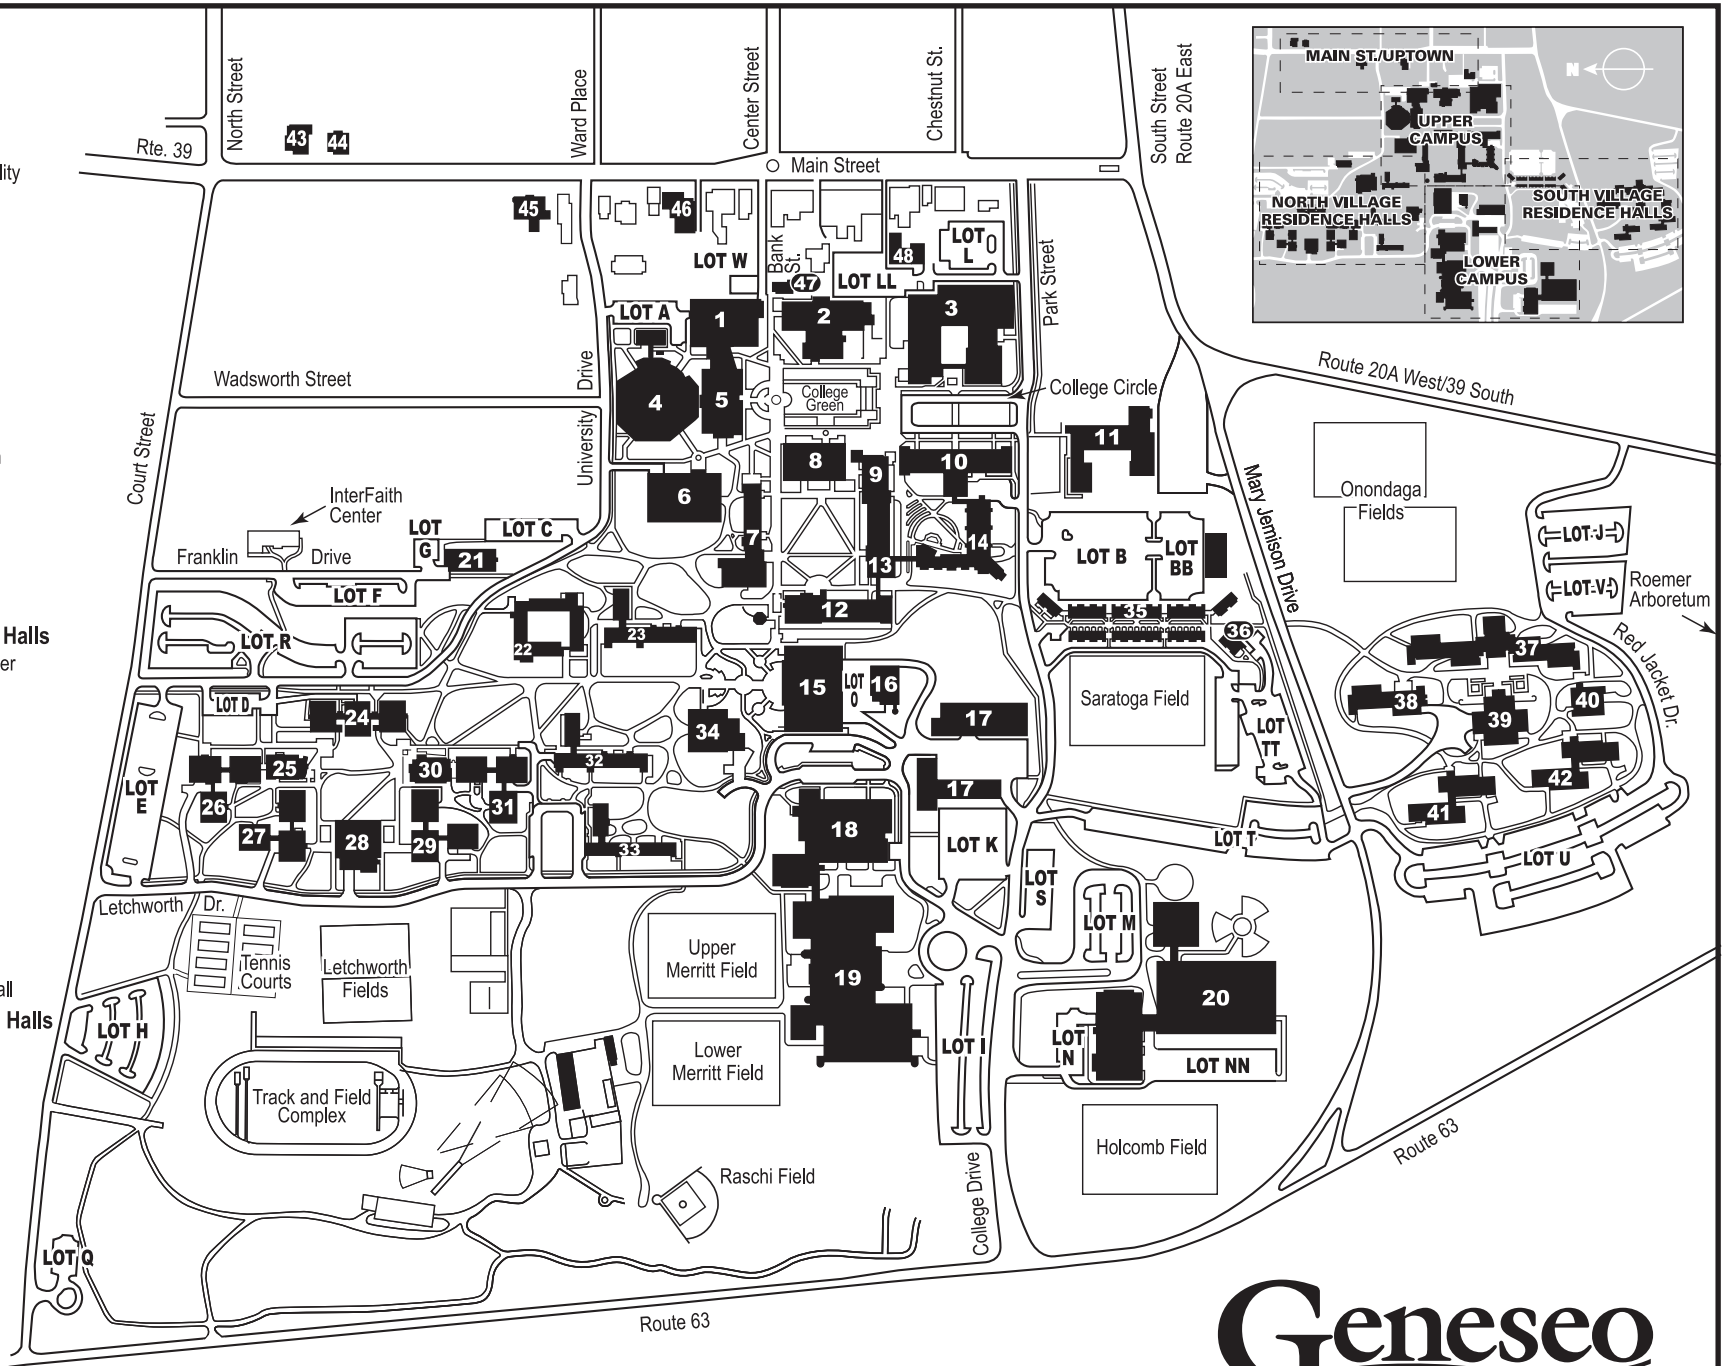 North Street
Ward Place
Center Street
Chestnut St.
South Street
Route 20A East
MAIN ST./UPTOWN
N
UPPER
CAMPUS
NORTH VILLAGE
RESIDENCE HALLS
SOUTH VILLAGE
RESIDENCE HALLS
LOWER
CAMPUS
43
44
Rte. 39
Main Street
lity
45
46
48
LOT
L
LOT W
Bank
St.
47
LOT LL
Park Street
LOT A
1
2
3
Wadsworth Street
University
Drive
4
5
College
Green
College Circle
Route 20A West/39 South
Court Street
11
8
9
10
6
7
InterFaith
Center
Franklin
Drive
LOT
G
LOT C
21
13
14
LOT B
LOT
BB
Mary Jemison Drive
Onondaga
Fields
LOT J
LOT V
Roemer
Arboretum
Red Jacket Dr.
LOT F
LOT R
Halls
er
22
23
12
35
36
37
38
39
40
41
42
LOT D
24
15
LOT
O
16
17
Saratoga Field
LOT
TT
34
25
26
27
28
29
30
31
32
33
LOT
E
17
18
LOT K
LOT T
LOT U
LOT
S
LOT M
Letchworth Dr.
Tennis
Courts
Letchworth
Fields
Upper
Merritt Field
19
20
all
Halls
LOT H
Lower
Merritt Field
LOT I
LOT
N
LOT NN
Track and Field
Complex
Holcomb Field
Route 63
Raschi Field
College Drive
LOT Q
Route 63
Geneseo